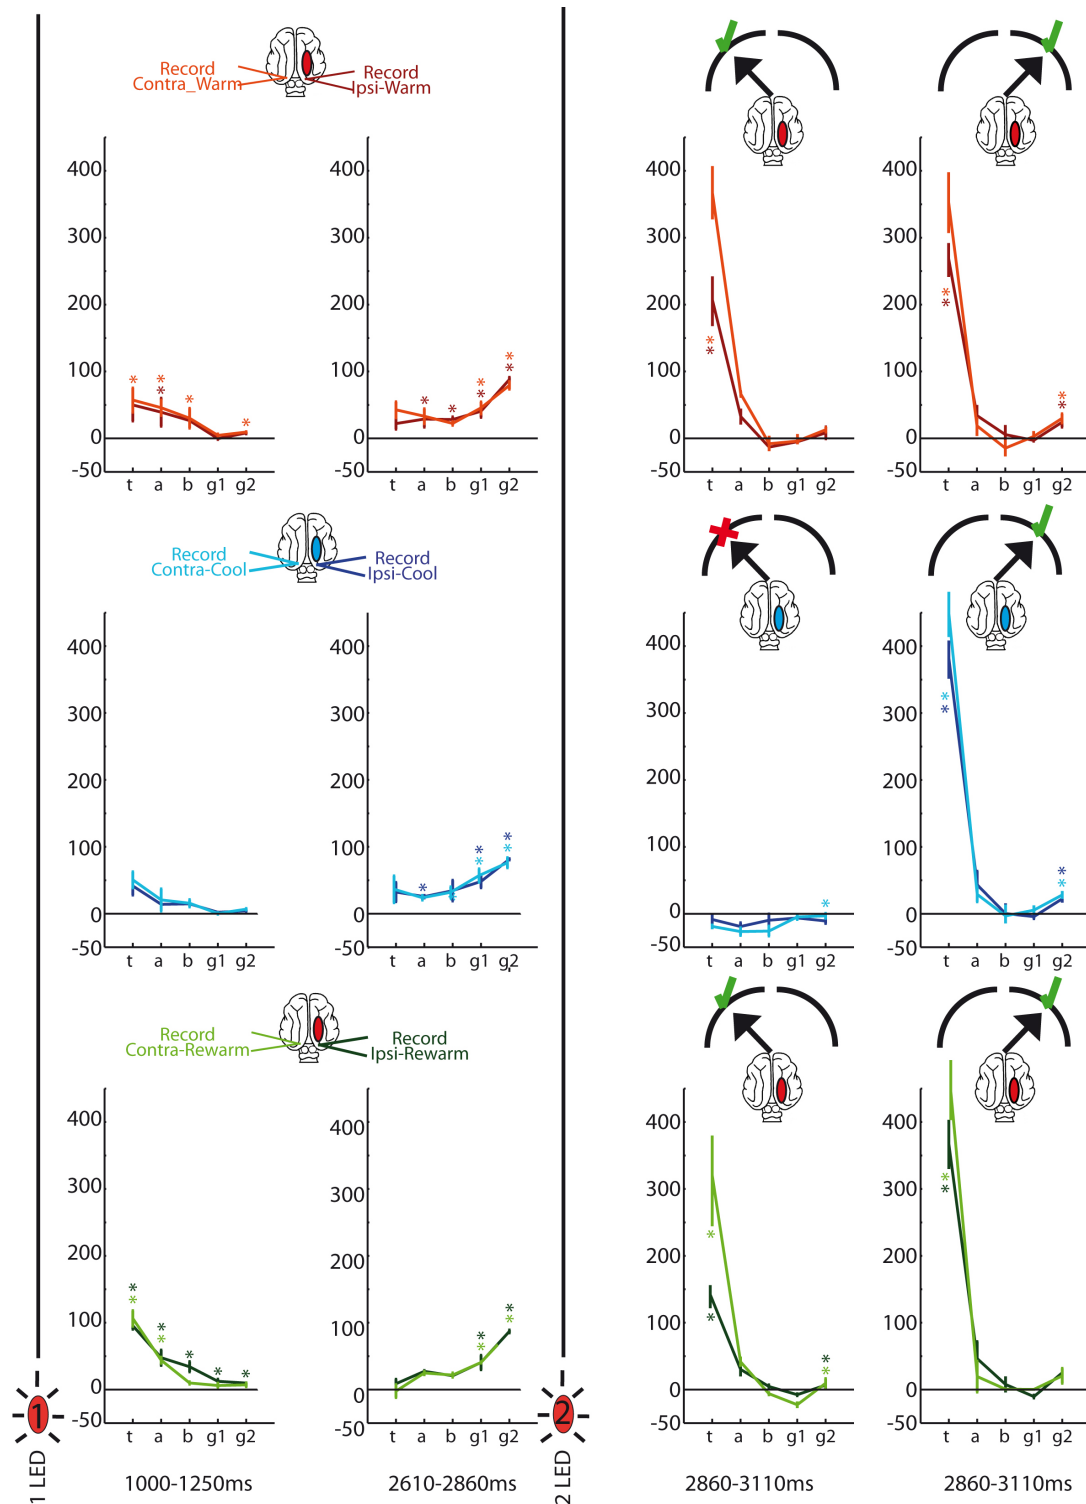 Record
Contra_Warm
Record
Ipsi-Warm
400
300
200
100
0
-50
t a b g1 g2
* * * * *
400
300
200
100
0
-50
t a b g1 g2
* * * * * *
400
300
200
100
0
-50
t a b g1 g2
* *
400
300
200
100
0
-50
t a b g1 g2
* * * *
Record
Contra-Cool
Record
Ipsi-Cool
400
300
200
100
0
-50
t a b g1 g2
400
300
200
100
0
-50
t a b g1 g2
* * * * * *
400
300
200
100
0
-50
t a b g1 g2
*
400
300
200
100
0
-50
t a b g1 g2
* * * *
Record
Contra-Rewarm
Record
Ipsi-Rewarm
400
300
200
100
0
-50
t a b g1 g2
* * * * * * *
400
300
200
100
0
-50
t a b g1 g2
* * * *
400
300
200
100
0
-50
t a b g1 g2
* * * *
400
300
200
100
0
-50
t a b g1 g2
* *
1
1 LED
2
2 LED
1000-1250ms
2610-2860ms
2860-3110ms
2860-3110ms